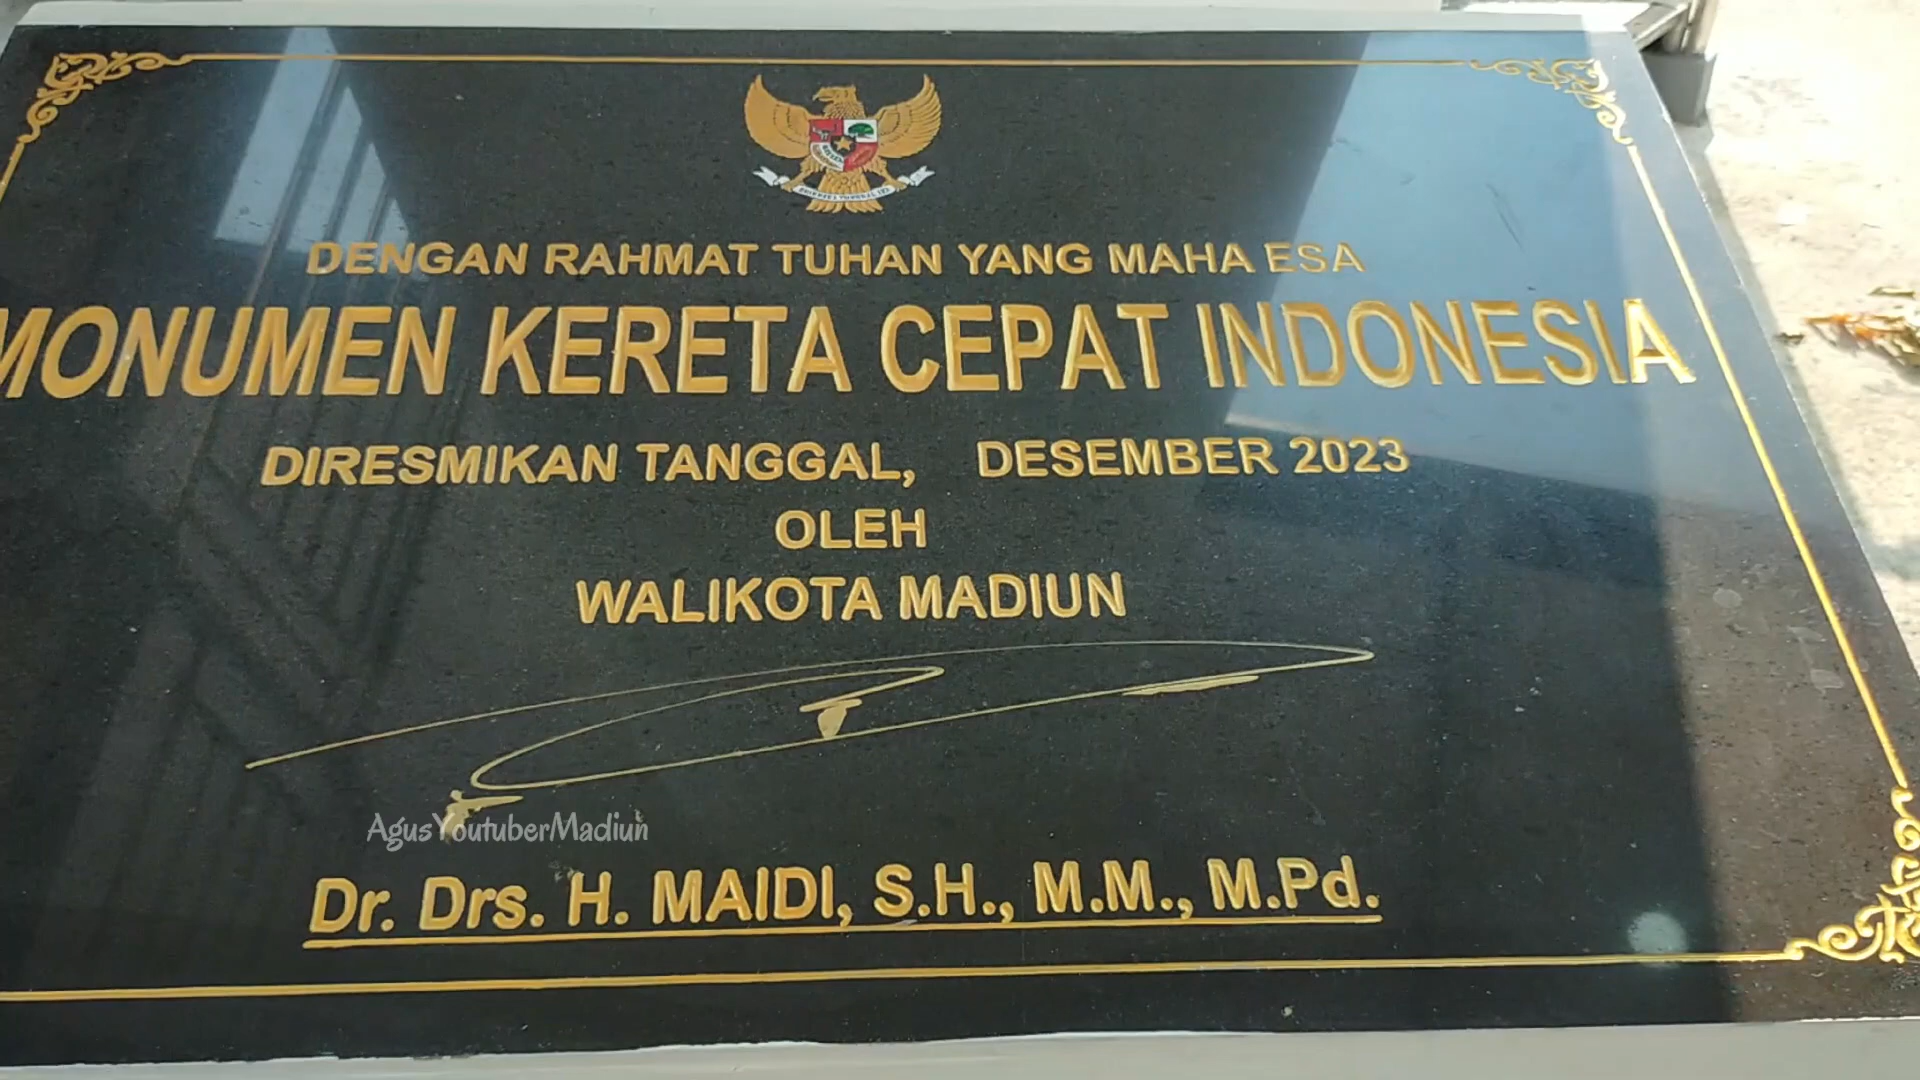 DENGAN RAHMAT TUHAN YANG MAHA ESA
MONUMEN KERETA CEPAT INDONESIA
DIRESMIKAN TANGGAL, DESEMBER 2023
OLEH
WALIKOTA MADIUN
AgusYoutuberMadiun
Dr. Drs. H. MAIDI, S.H., M.M., M.Pd.